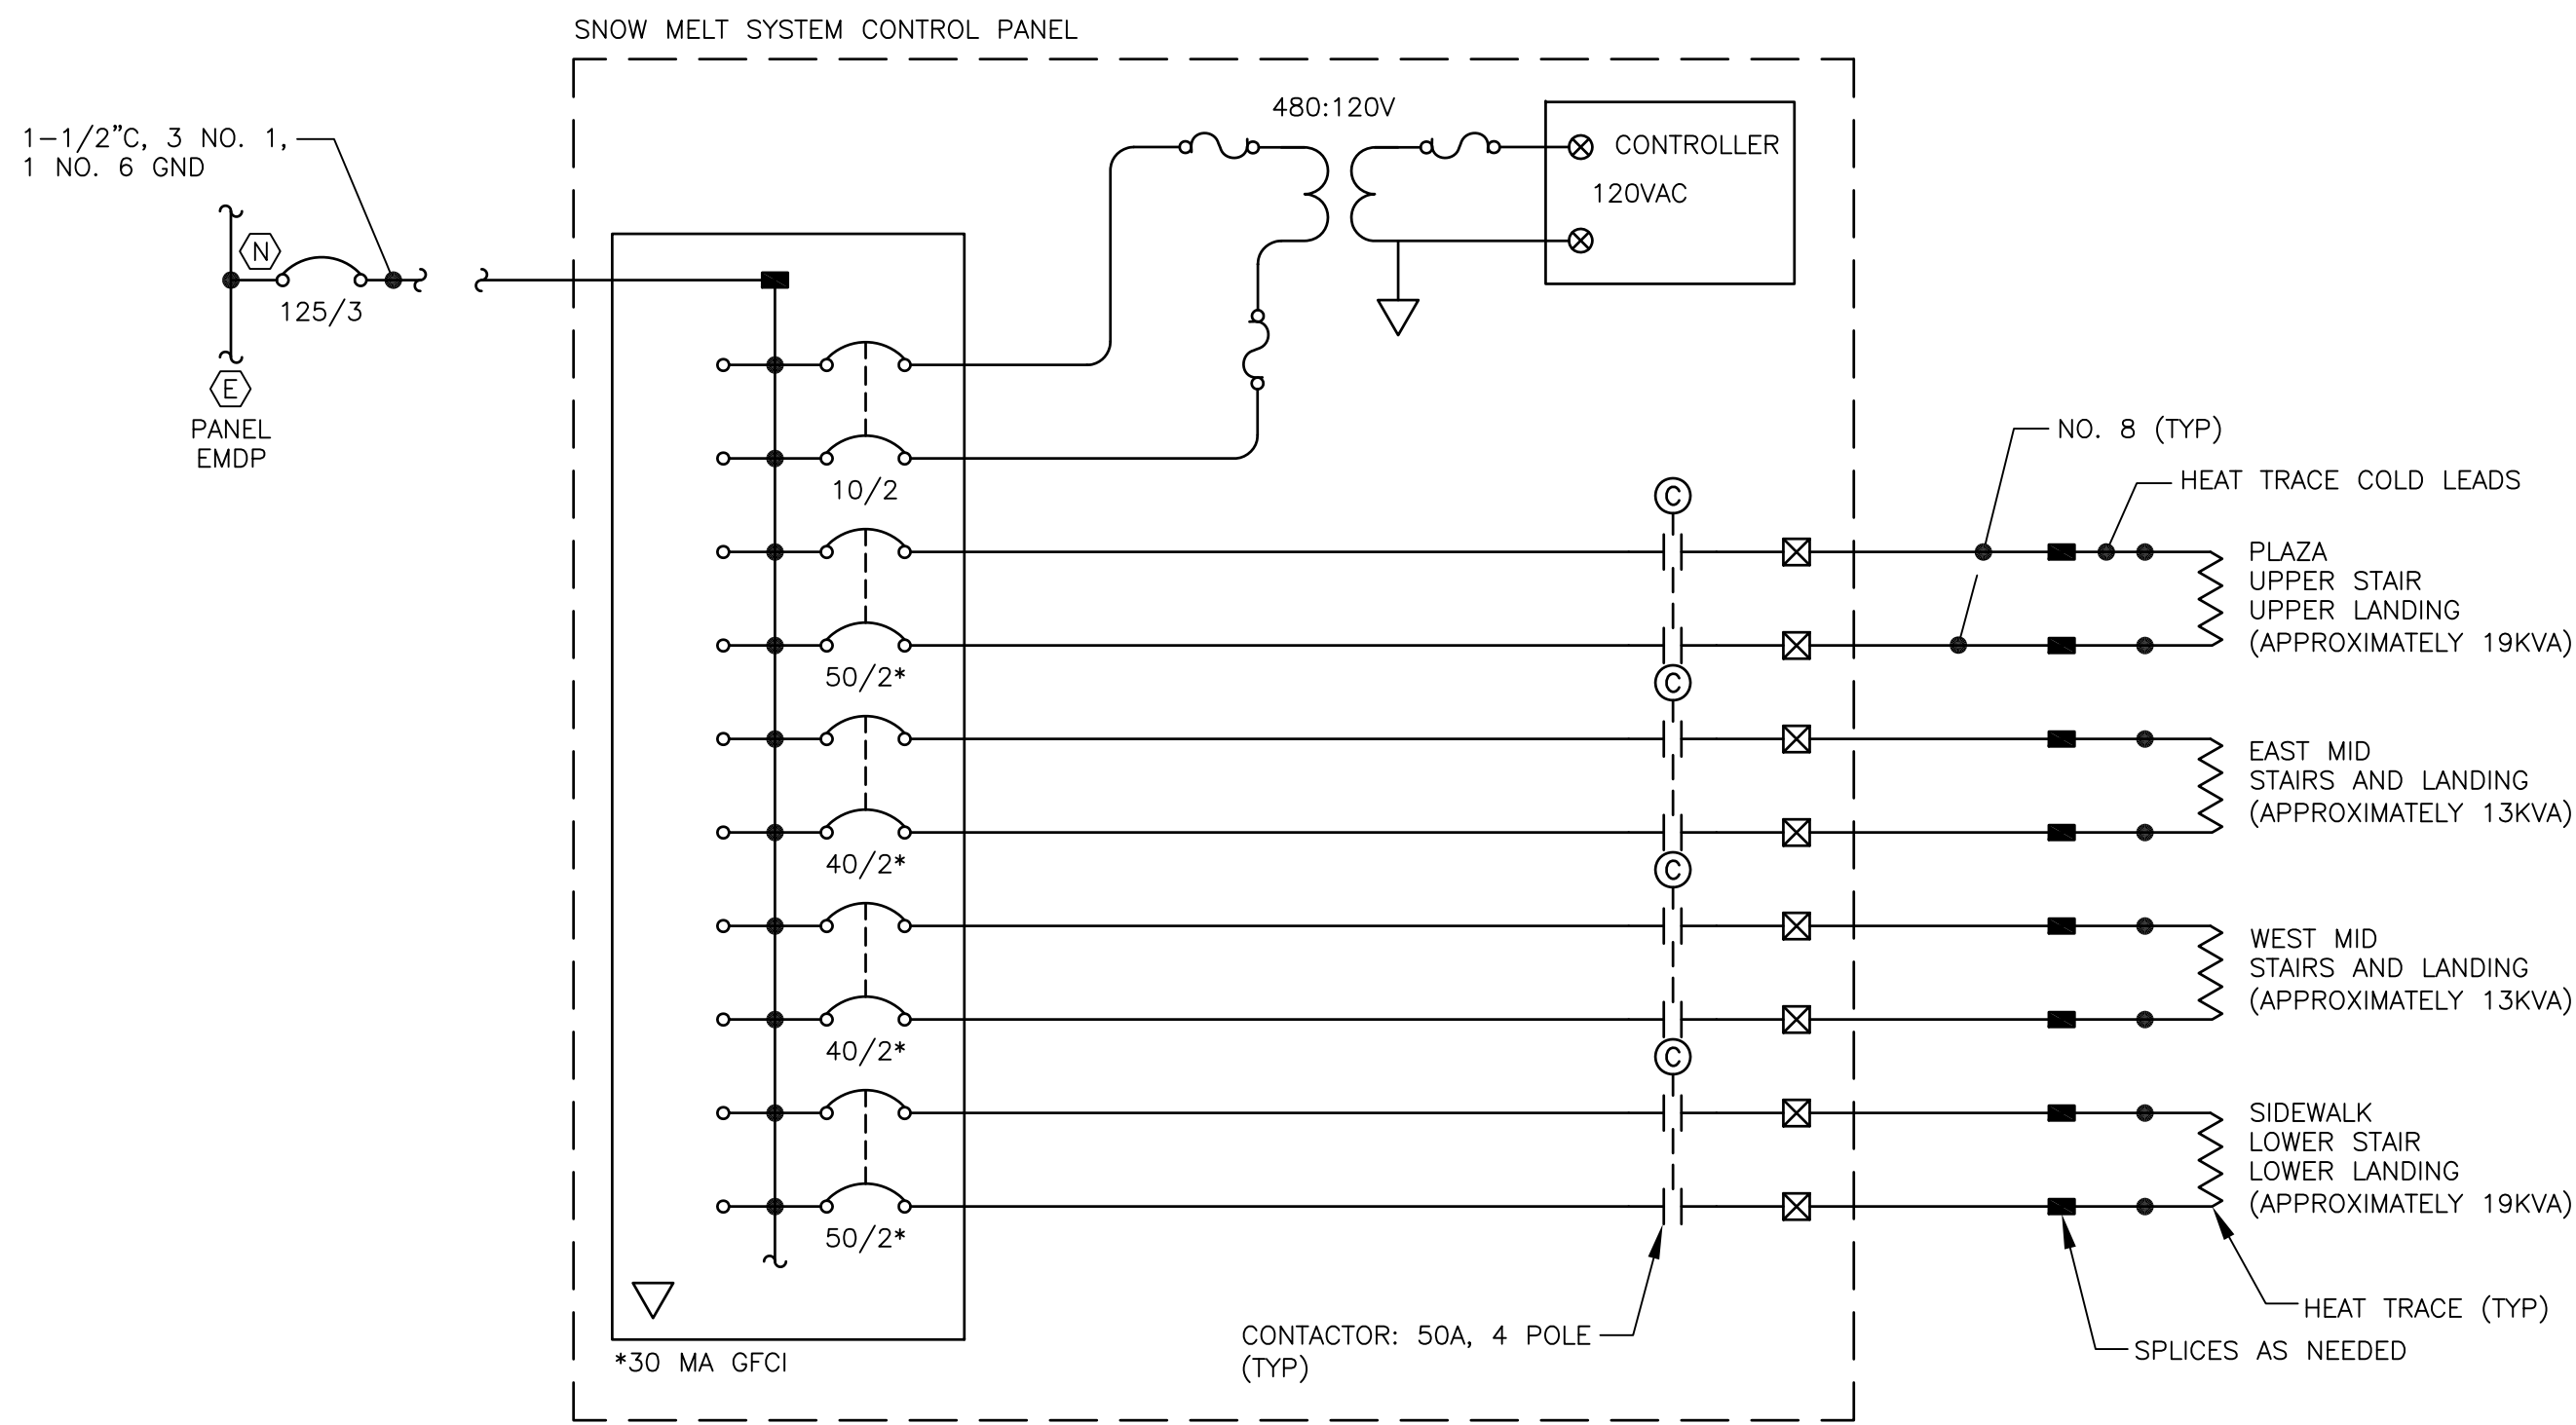 SNOW MELT SYSTEM CONTROL PANEL
1-1/2"C, 3 NO. 1,
1 NO. 6 GND
N
125/3
E
PANEL
EMDP
480:120V
CONTROLLER
120VAC
10/2
50/2*
40/2*
40/2*
50/2*
*30 MA GFCI
C
C
C
C
CONTACTOR: 50A, 4 POLE
(TYP)
NO. 8 (TYP)
HEAT TRACE COLD LEADS
PLAZA
UPPER STAIR
UPPER LANDING
(APPROXIMATELY 19KVA)
EAST MID
STAIRS AND LANDING
(APPROXIMATELY 13KVA)
WEST MID
STAIRS AND LANDING
(APPROXIMATELY 13KVA)
SIDEWALK
LOWER STAIR
LOWER LANDING
(APPROXIMATELY 19KVA)
HEAT TRACE (TYP)
SPLICES AS NEEDED